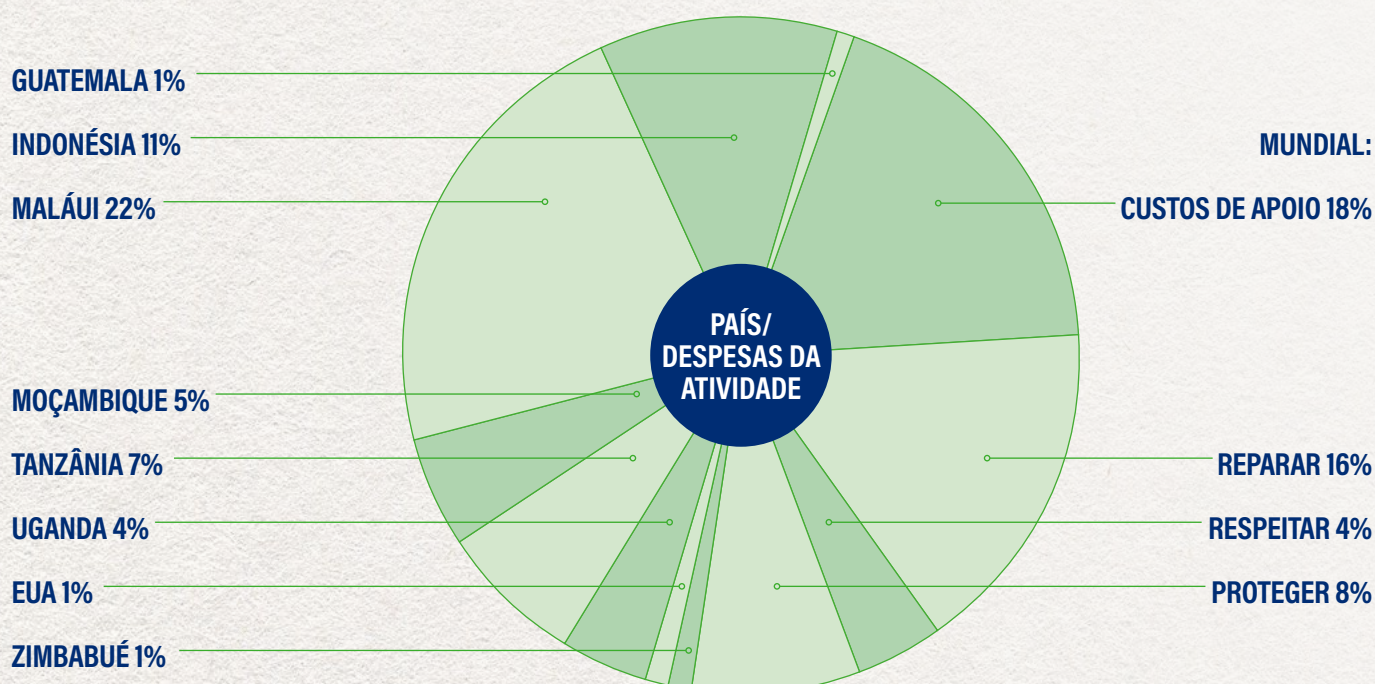 GUATEMALA 1%
INDONÉSIA 11%
MALÁUI 22%
MOÇAMBIQUE 5%
TANZÂNIA 7%
UGANDA 4%
EUA 1%
ZIMBABUÉ 1%
PAÍS/
DESPESAS DA
ATIVIDADE
MUNDIAL:
CUSTOS DE APOIO 18%
REPARAR 16%
RESPEITAR 4%
PROTEGER 8%